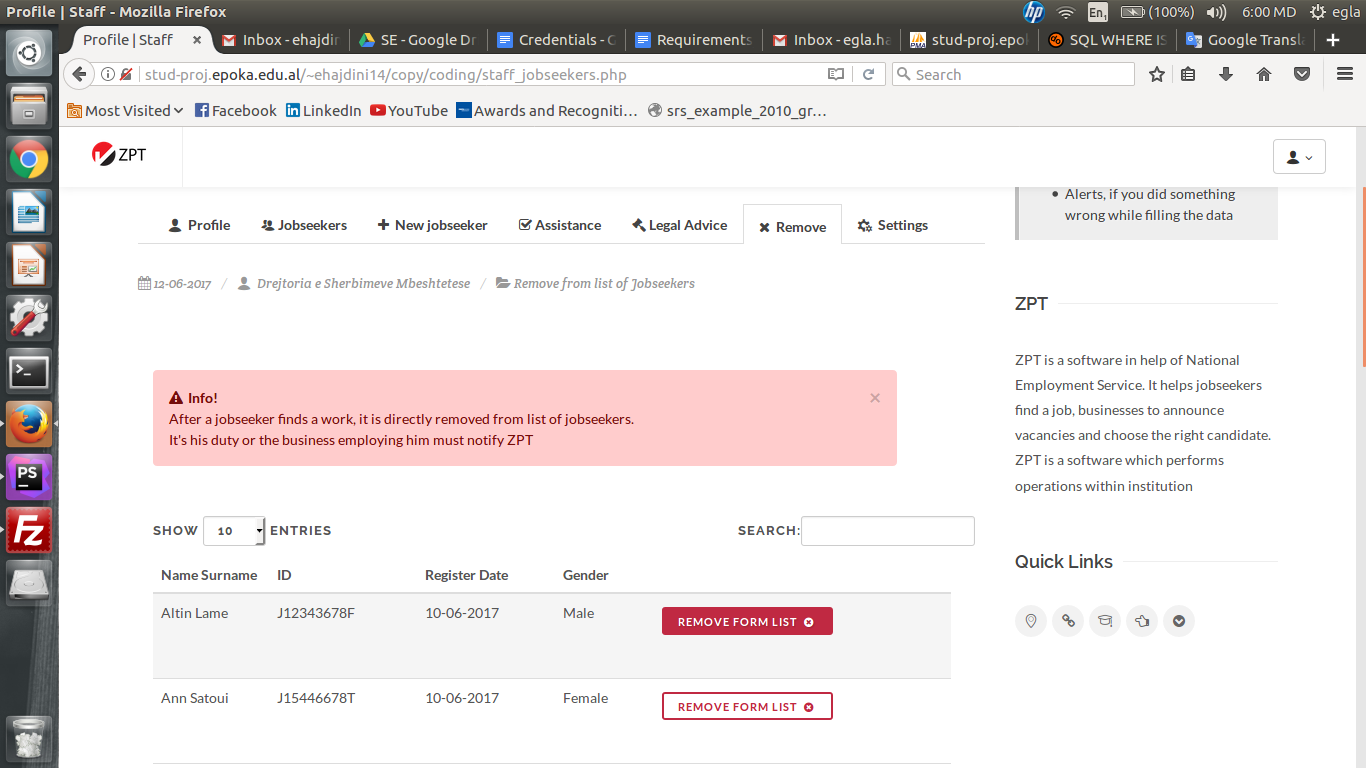 Profile | Staff - Mozilla Firefox
hp En1 (100%) 6:00 MD egla
Profile | Staff × Inbox - ehajdin SE - Google Dr Credentials - G Requirements Inbox - egla.ha stud-proj.epok SQL WHERE IS Google Transla
stud-proj.epoka.edu.al/~ehajdini14/copy/coding/staff_jobseekers.php Search
Most Visited Facebook LinkedIn YouTube Awards and Recogniti... srs_example_2010_gr...
ZPT
Profile Jobseekers New jobseeker Assistance Legal Advice Remove Settings
12-06-2017 / Drejtoria e Sherbimeve Mbeshtetese / Remove from list of Jobseekers
Info! ×
After a jobseeker finds a work, it is directly removed from list of jobseekers.
It's his duty or the business employing him must notify ZPT
SHOW 10 ENTRIES SEARCH:
Name Surname ID Register Date Gender
Altin Lame J12343678F 10-06-2017 Male REMOVE FORM LIST
Ann Satoui J15446678T 10-06-2017 Female REMOVE FORM LIST
• Alerts, if you did something
wrong while filling the data
ZPT
ZPT is a software in help of National
Employment Service. It helps jobseekers
find a job, businesses to announce
vacancies and choose the right candidate.
ZPT is a software which performs
operations within institution
Quick Links
PS
Fz